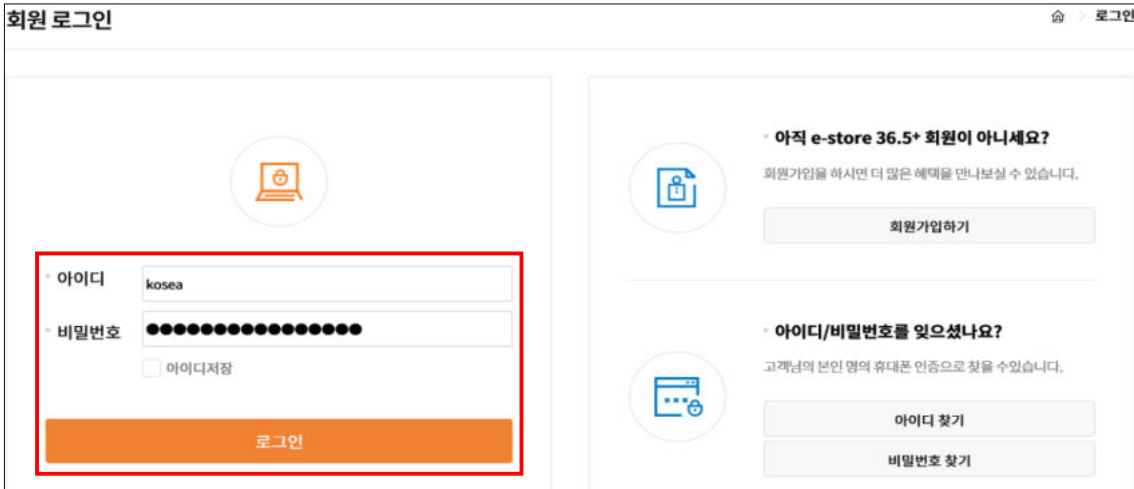 회원 로그인
로그인
아이디
kosea
비밀번호
●●●●●●●●●●●●●●●●
아이디저장
로그인
아직 e-store 36.5+ 회원이 아니세요?
회원가입을 하시면 더 많은 혜택을 만나보실 수 있습니다.
회원가입하기
아이디/비밀번호를 잊으셨나요?
고객님의 본인 명의 휴대폰 인증으로 찾을 수있습니다.
아이디 찾기
비밀번호 찾기